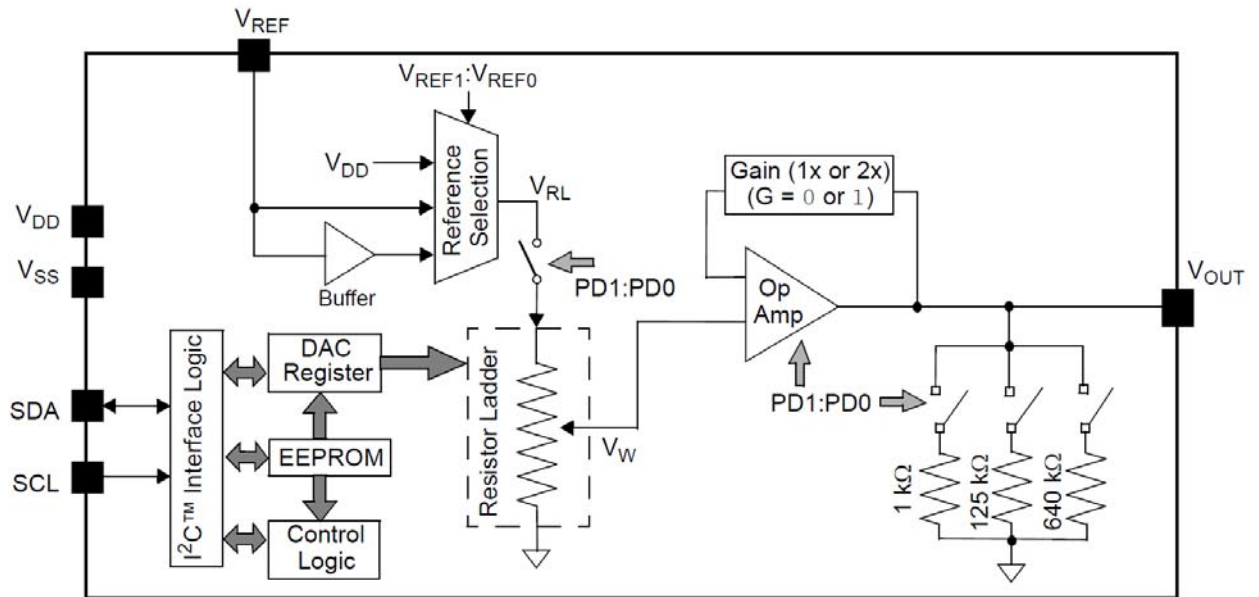 VREF
VREF1:VREF0
VDD
Reference
Selection
VRL
Buffer
PD1:PD0
Gain (1x or 2x)
(G = 0 or 1)
Op
Amp
VOUT
VDD
VSS
SDA
SCL
I²C™ Interface Logic
DAC
Register
EEPROM
Control
Logic
Resistor Ladder
VW
PD1:PD0
1 kΩ
125 kΩ
640 kΩ